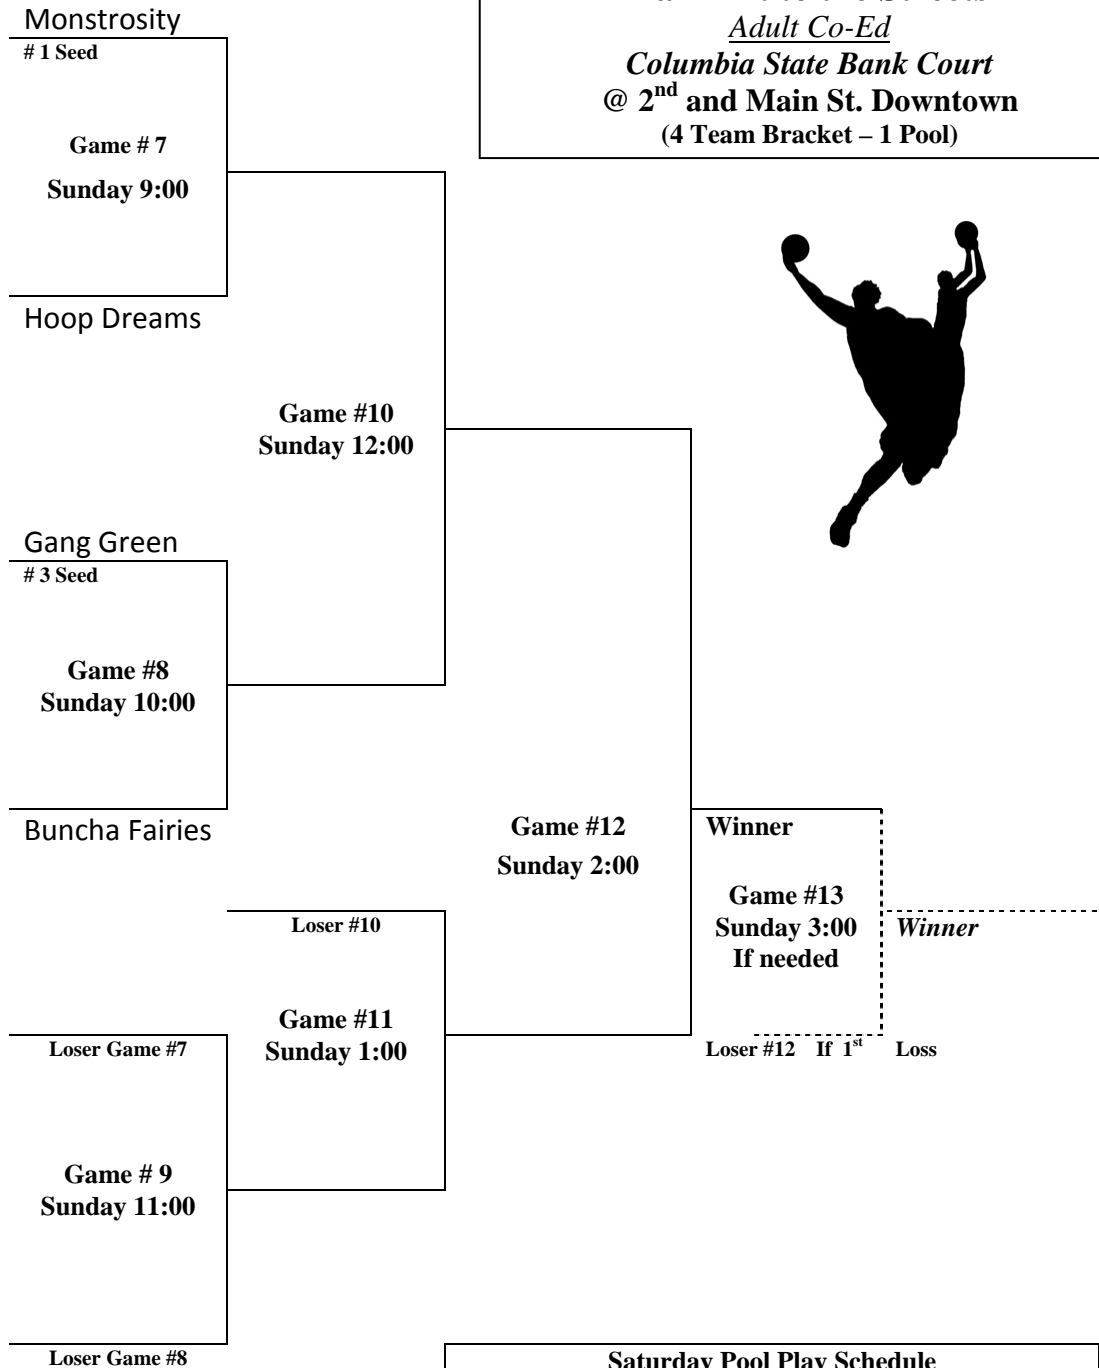 Adult Co-Ed
Columbia State Bank Court
@ 2nd and Main St. Downtown
(4 Team Bracket – 1 Pool)
Monstrosity
# 1 Seed
Game # 7
Sunday 9:00
Hoop Dreams
Game #10
Sunday 12:00
Gang Green
# 3 Seed
Game #8
Sunday 10:00
Buncha Fairies
Game #12
Sunday 2:00
Winner
Game #13
Sunday 3:00
If needed
Winner
Loser #12 If 1st Loss
Loser #10
Game #11
Sunday 1:00
Loser Game #7
Game # 9
Sunday 11:00
Loser Game #8
Saturday Pool Play Schedule